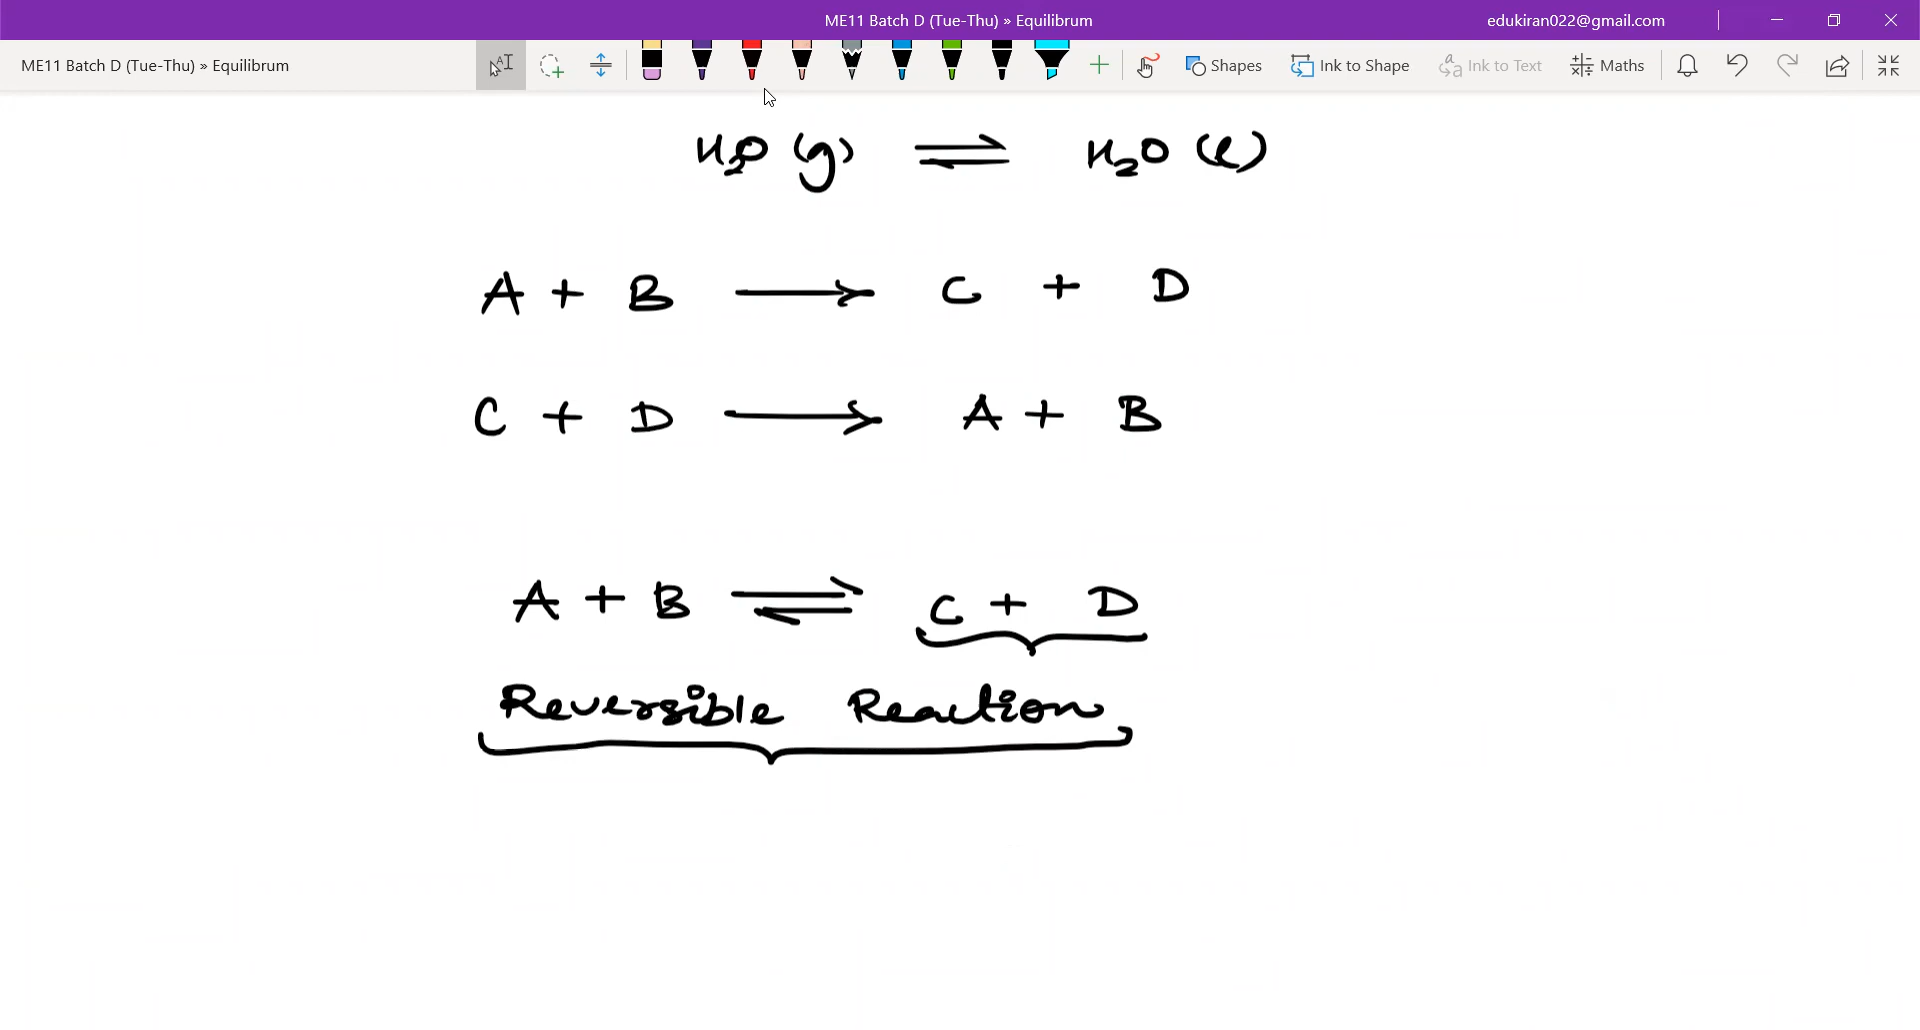 ME11 Batch D (Tue-Thu) » Equilibrum
edukiran022@gmail.com
ME11 Batch D (Tue-Thu) » Equilibrum
Shapes
Ink to Shape
Ink to Text
Maths
H₂O (g) ⇌ H₂O (l)
A + B ⟶ C + D
C + D ⟶ A + B
A + B ⇌ C + D
Reversible Reaction